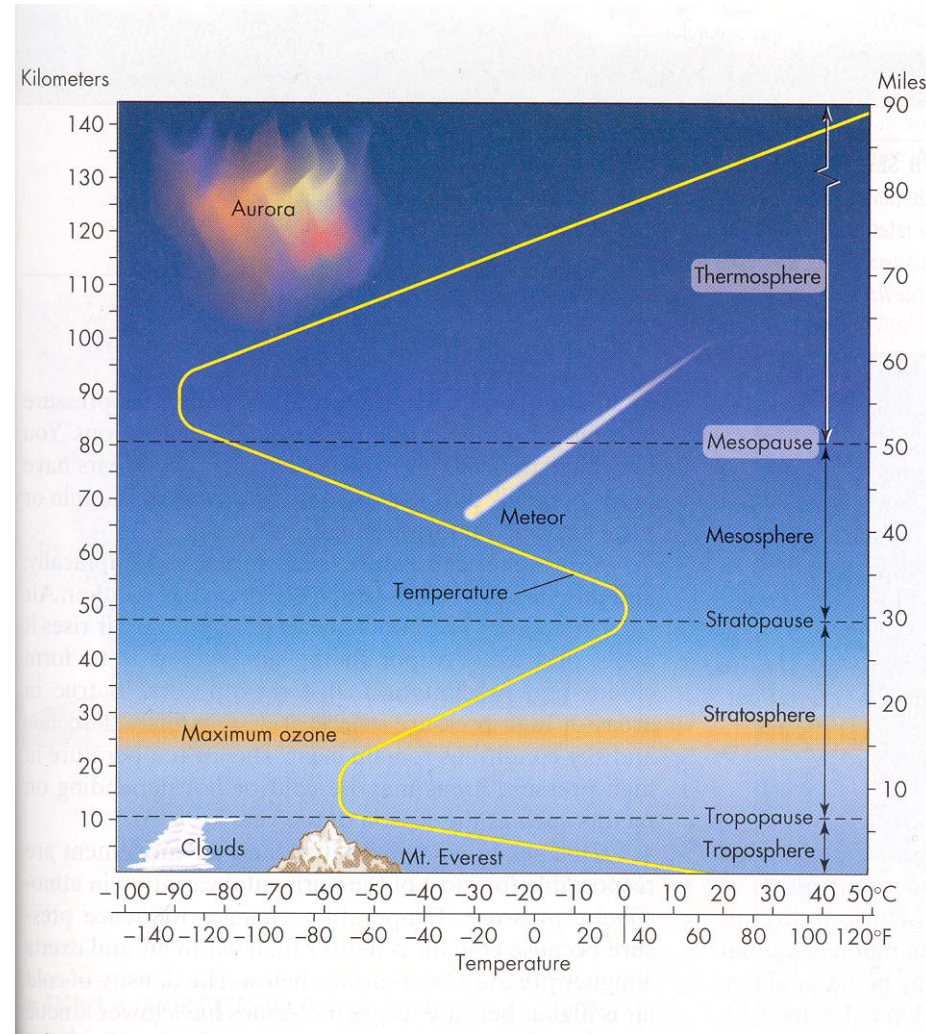 Kilometers
Miles
90
140
130
80
Aurora
120
110
70
Thermosphere
100
60
90
80
Mesopause
50
70
Meteor
Mesosphere
40
60
Temperature
50
Stratopause
30
40
30
Stratosphere
20
Maximum ozone
20
10
10
Tropopause
Clouds
Mt. Everest
Troposphere
–100 –90 –80 –70 –60 –50 –40 –30 –20 –10 0 10 20 30 40 50 °C
–140 –120 –100 –80 –60 –40 –20 0 20 40 60 80 100 120 °F
Temperature